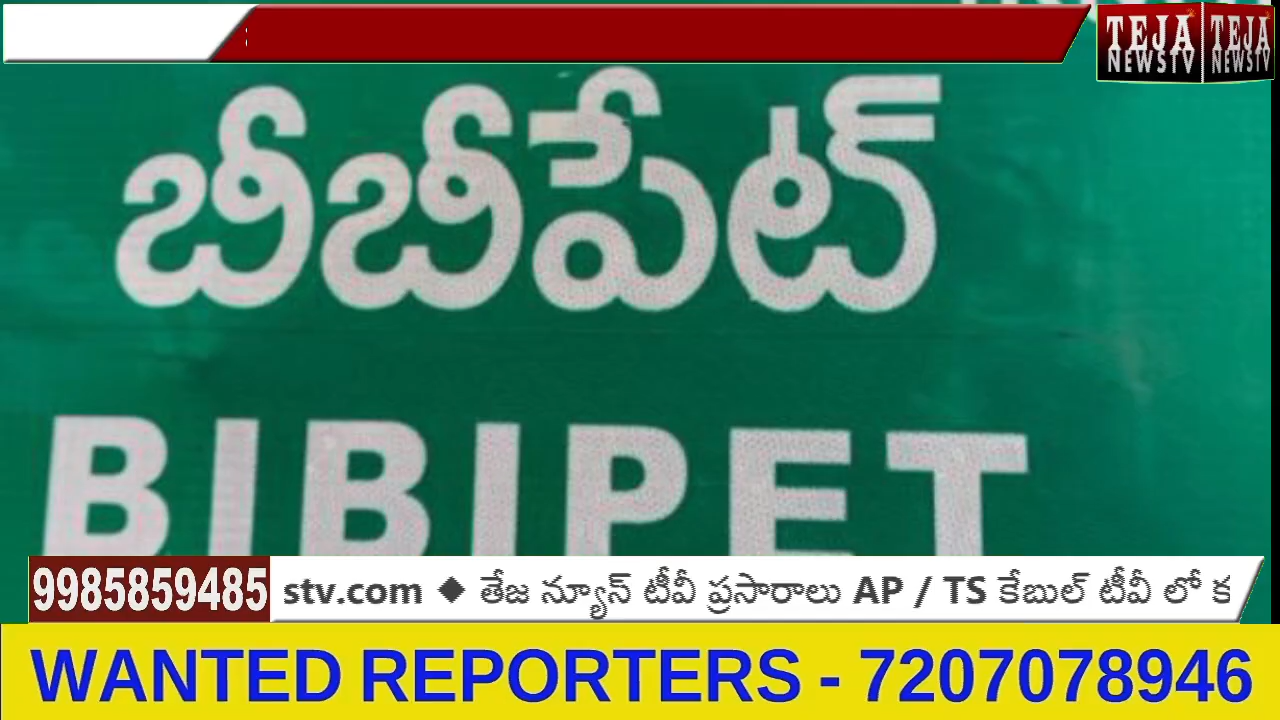 TEJA TEJA
NEWSTV NEWSTV
బీబీపేట్
BIBIPET
9985859485 stv.com ◆ తేజ న్యూస్ టీవీ ప్రసారాలు AP / TS కేబుల్ టీవీ లో క
WANTED REPORTERS - 7207078946